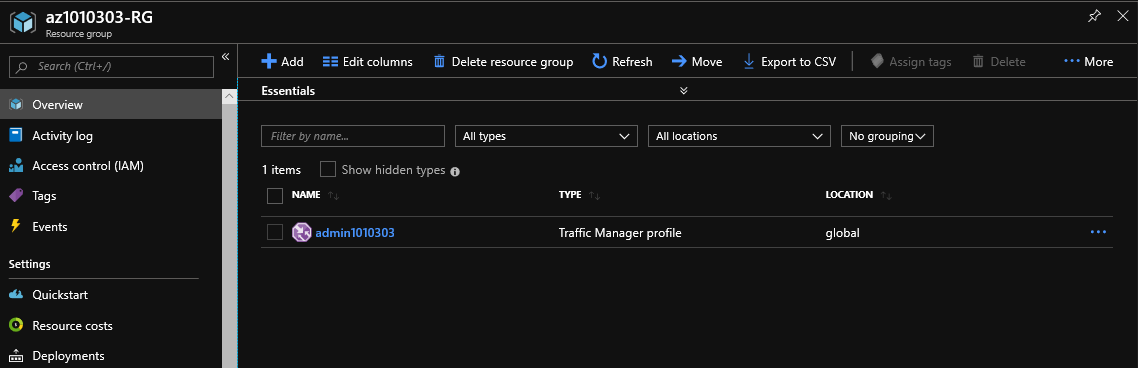 az1010303-RG
Resource group
Search (Ctrl+/)
«
Overview
Activity log
Access control (IAM)
Tags
Events
Settings
Quickstart
Resource costs
Deployments
Add Edit columns Delete resource group Refresh Move Export to CSV Assign tags Delete ··· More
Essentials
Filter by name... All types All locations No grouping
1 items Show hidden types
NAME TYPE LOCATION
admin1010303 Traffic Manager profile global ···